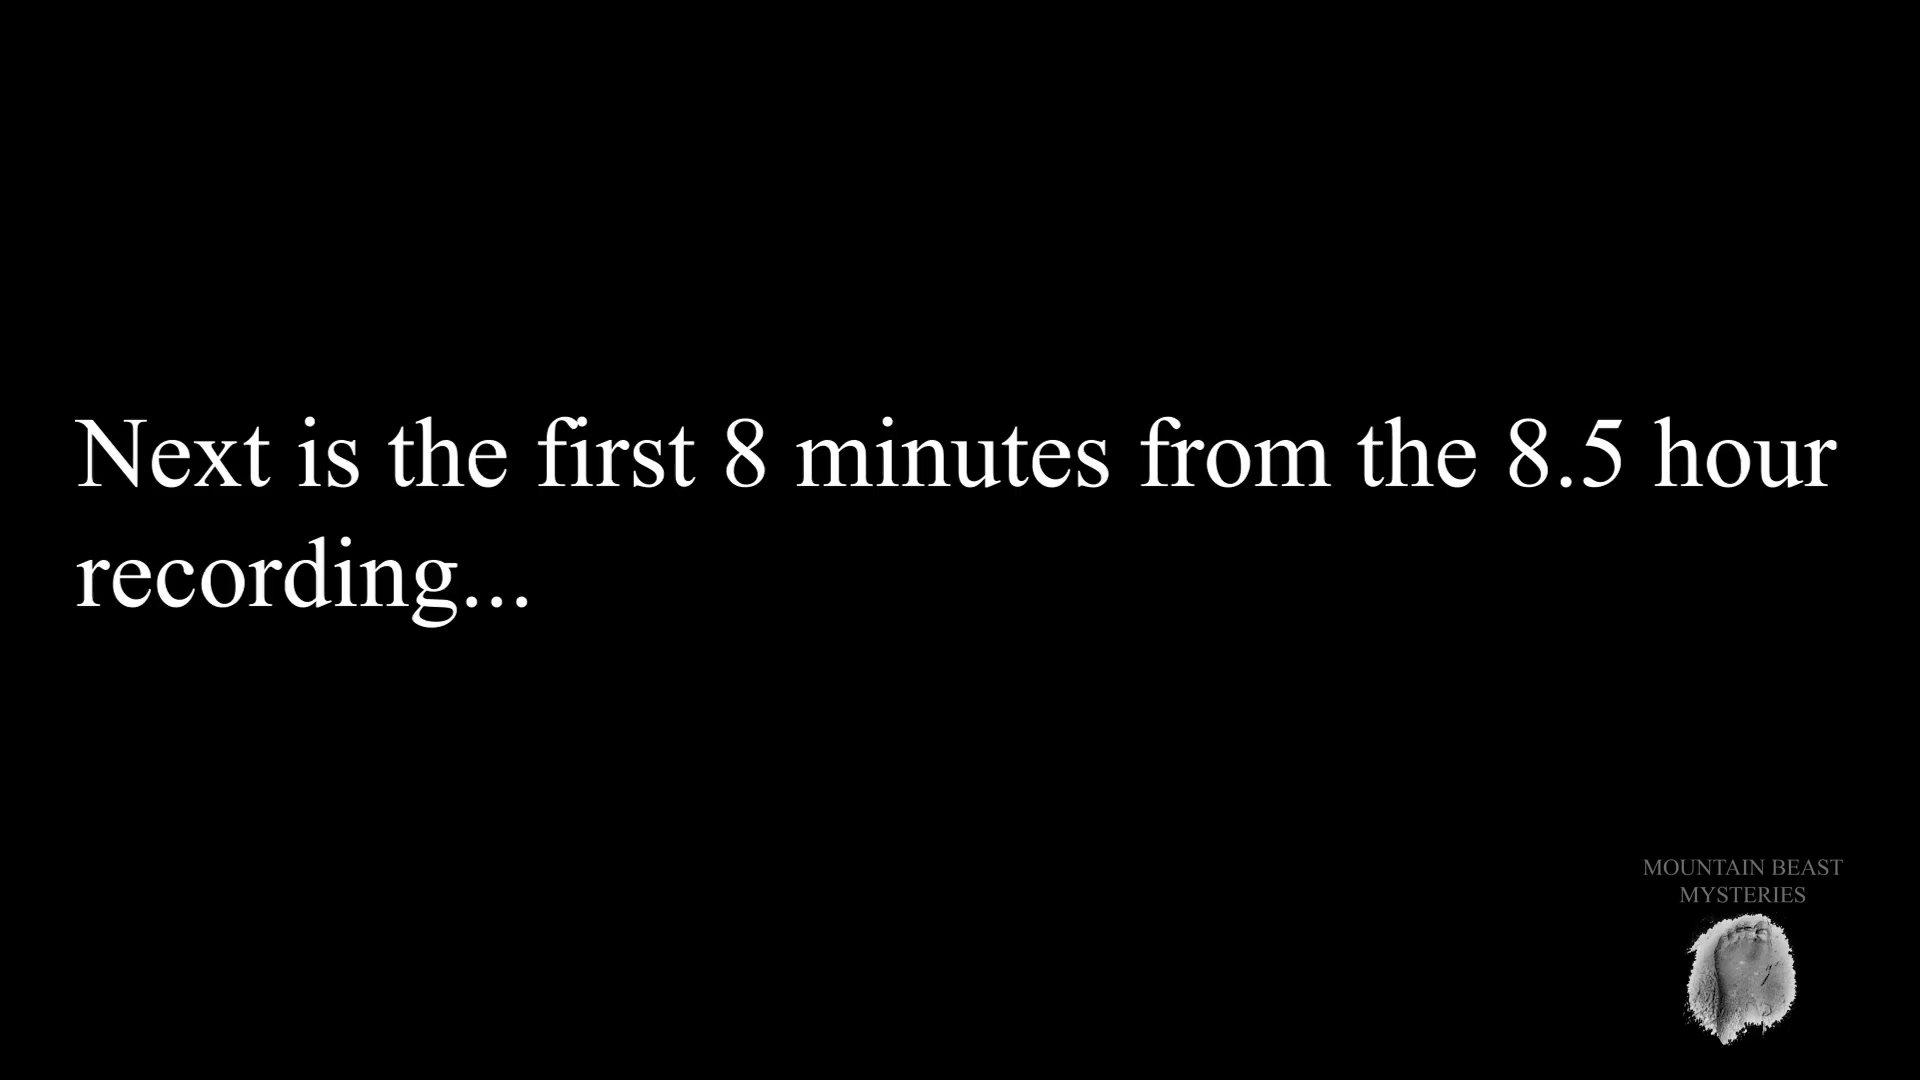 Next is the first 8 minutes from the 8.5 hour
recording...
MOUNTAIN BEAST
MYSTERIES